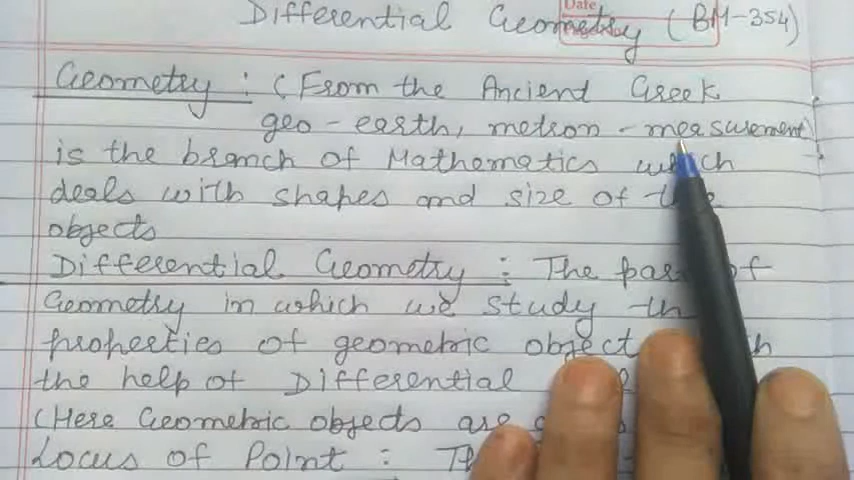 Date
Differential Geometry (BM-354)
Geometry : (From the Ancient Greek
geo - earth, metron - measurement)
is the branch of Mathematics which
deals with shapes and size of the
objects
Differential Geometry : The part of
Geometry in which we study
properties of geometric object
the help of Differential
(Here Geometric objects are
Locus of Point :